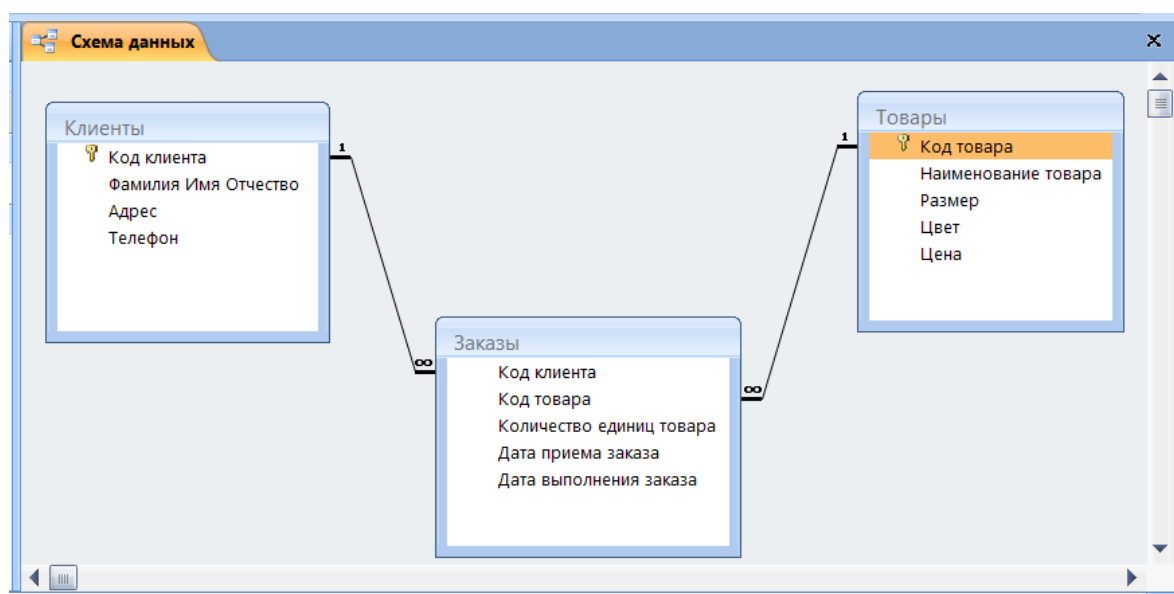 Схема данных
Клиенты
Код клиента
Фамилия Имя Отчество
Адрес
Телефон
1
∞
Товары
Код товара
Наименование товара
Размер
Цвет
Цена
1
∞
Заказы
Код клиента
Код товара
Количество единиц товара
Дата приема заказа
Дата выполнения заказа